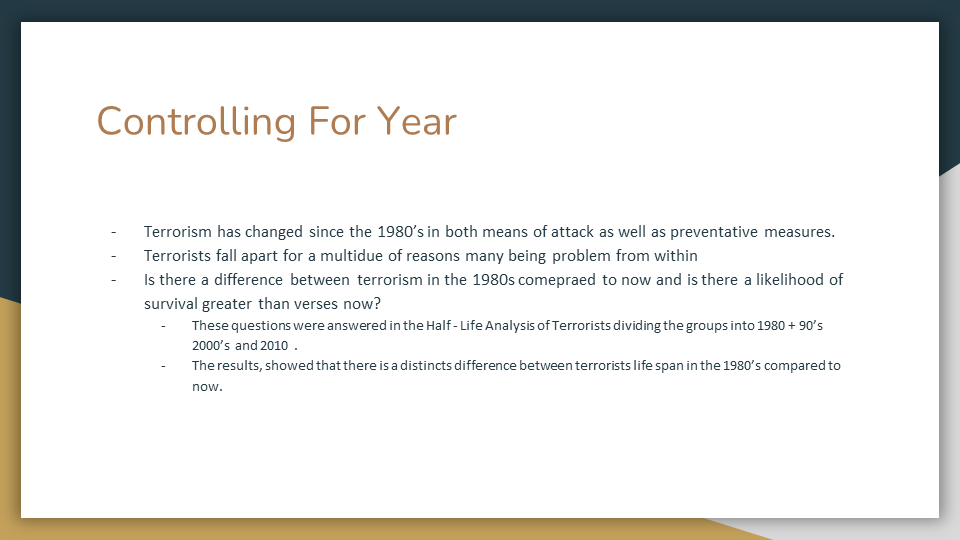 Controlling For Year
- Terrorism has changed since the 1980’s in both means of attack as well as preventative measures.
- Terrorists fall apart for a multidue of reasons many being problem from within
- Is there a difference between terrorism in the 1980s comepraed to now and is there a likelihood of
survival greater than verses now?
- These questions were answered in the Half - Life Analysis of Terrorists dividing the groups into 1980 + 90’s
2000’s and 2010 .
- The results, showed that there is a distincts difference between terrorists life span in the 1980’s compared to
now.